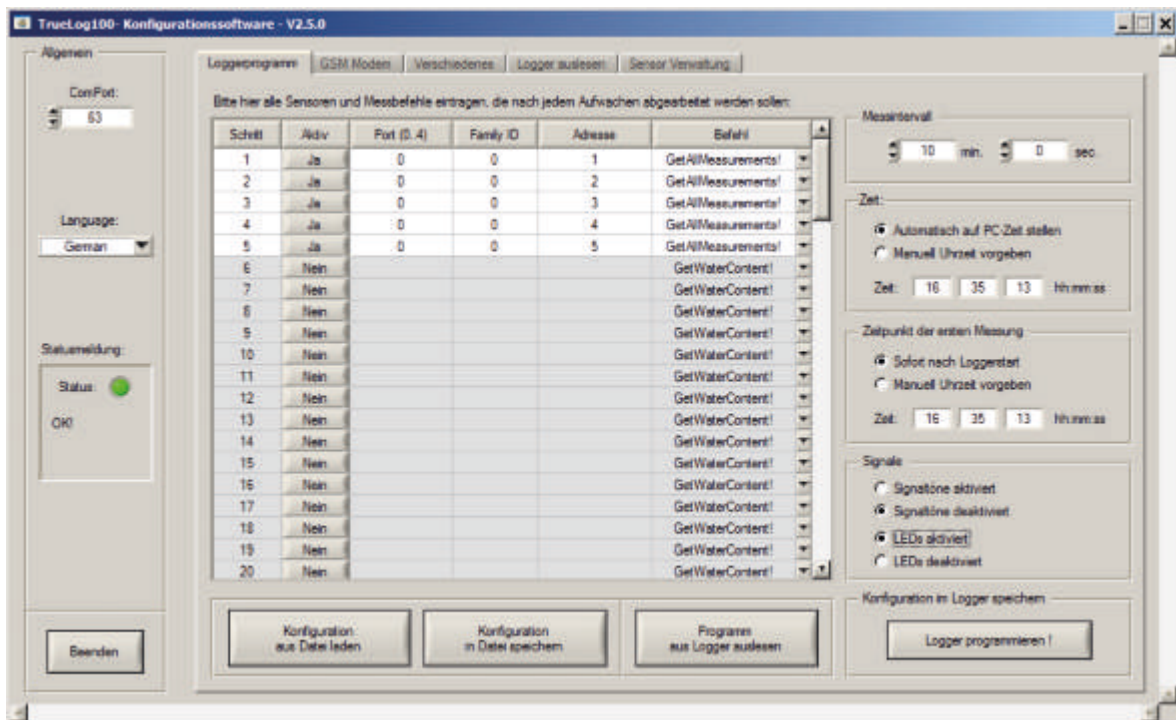 TrueLog100- Konfigurationssoftware - V2.5.0
Allgemein
ComPort:
63
Language:
German
Statusmeldung:
Status:
OK!
Beenden
Loggerprogramm GSM Modem Verschiedenes Logger auslesen Sensor Verwaltung
Bitte hier alle Sensoren und Messbefehle eintragen, die nach jedem Aufwachen abgearbeitet werden sollen:
Schritt Aktiv Port (0..4) Family ID Adresse Befehl
1 Ja 0 0 1 GetAllMeasurements!
2 Ja 0 0 2 GetAllMeasurements!
3 Ja 0 0 3 GetAllMeasurements!
4 Ja 0 0 4 GetAllMeasurements!
5 Ja 0 0 5 GetAllMeasurements!
6 Nein GetWaterContent!
7 Nein GetWaterContent!
8 Nein GetWaterContent!
9 Nein GetWaterContent!
10 Nein GetWaterContent!
11 Nein GetWaterContent!
12 Nein GetWaterContent!
13 Nein GetWaterContent!
14 Nein GetWaterContent!
15 Nein GetWaterContent!
16 Nein GetWaterContent!
17 Nein GetWaterContent!
18 Nein GetWaterContent!
19 Nein GetWaterContent!
20 Nein GetWaterContent!
Konfiguration
aus Datei laden
Konfiguration
in Datei speichern
Programm
aus Logger auslesen
Messintervall
10 min. 0 sec.
Zeit:
Automatisch auf PC-Zeit stellen
Manuell Uhrzeit vorgeben
Zeit: 16 35 13 hh:mm:ss
Zeitpunkt der ersten Messung
Sofort nach Loggerstart
Manuell Uhrzeit vorgeben
Zeit: 16 35 13 hh:mm:ss
Signale
Signaltöne aktiviert
Signaltöne deaktiviert
LEDs aktiviert
LEDs deaktiviert
Konfiguration im Logger speichern
Logger programmieren !